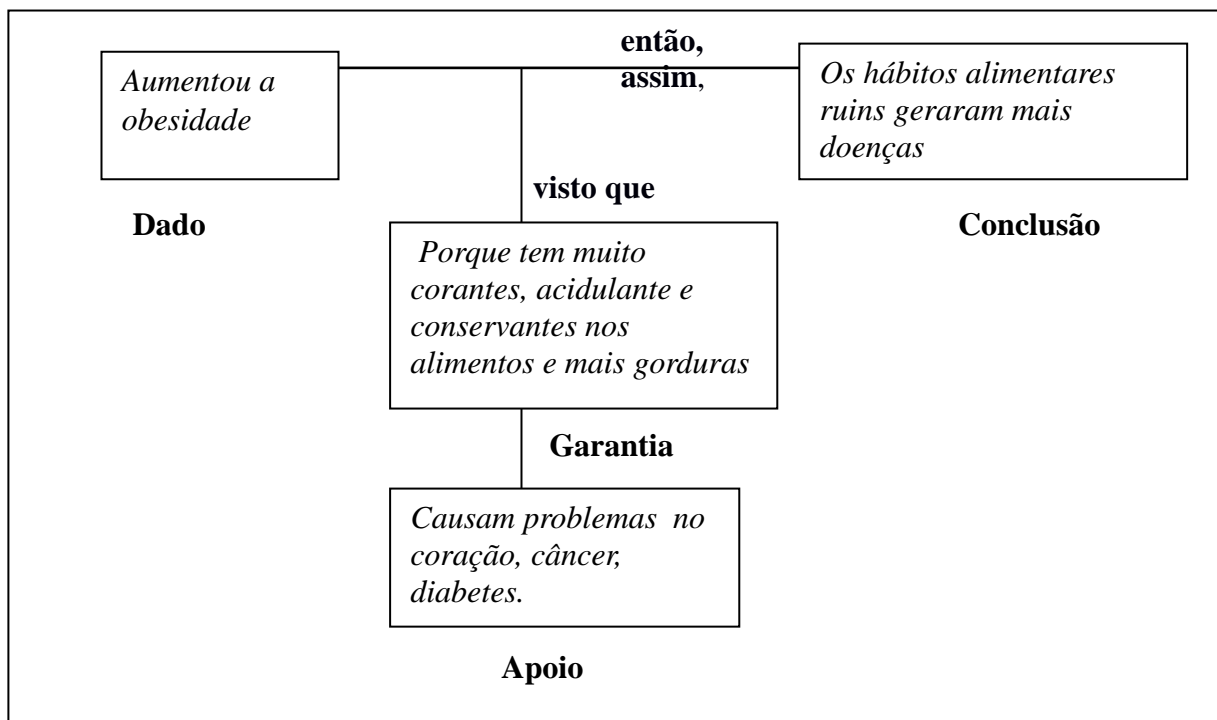 então,
assim,
Aumentou a
obesidade
Os hábitos alimentares
ruins geraram mais
doenças
visto que
Dado
Conclusão
Porque tem muito
corantes, acidulante e
conservantes nos
alimentos e mais gorduras
Garantia
Causam problemas no
coração, câncer,
diabetes.
Apoio